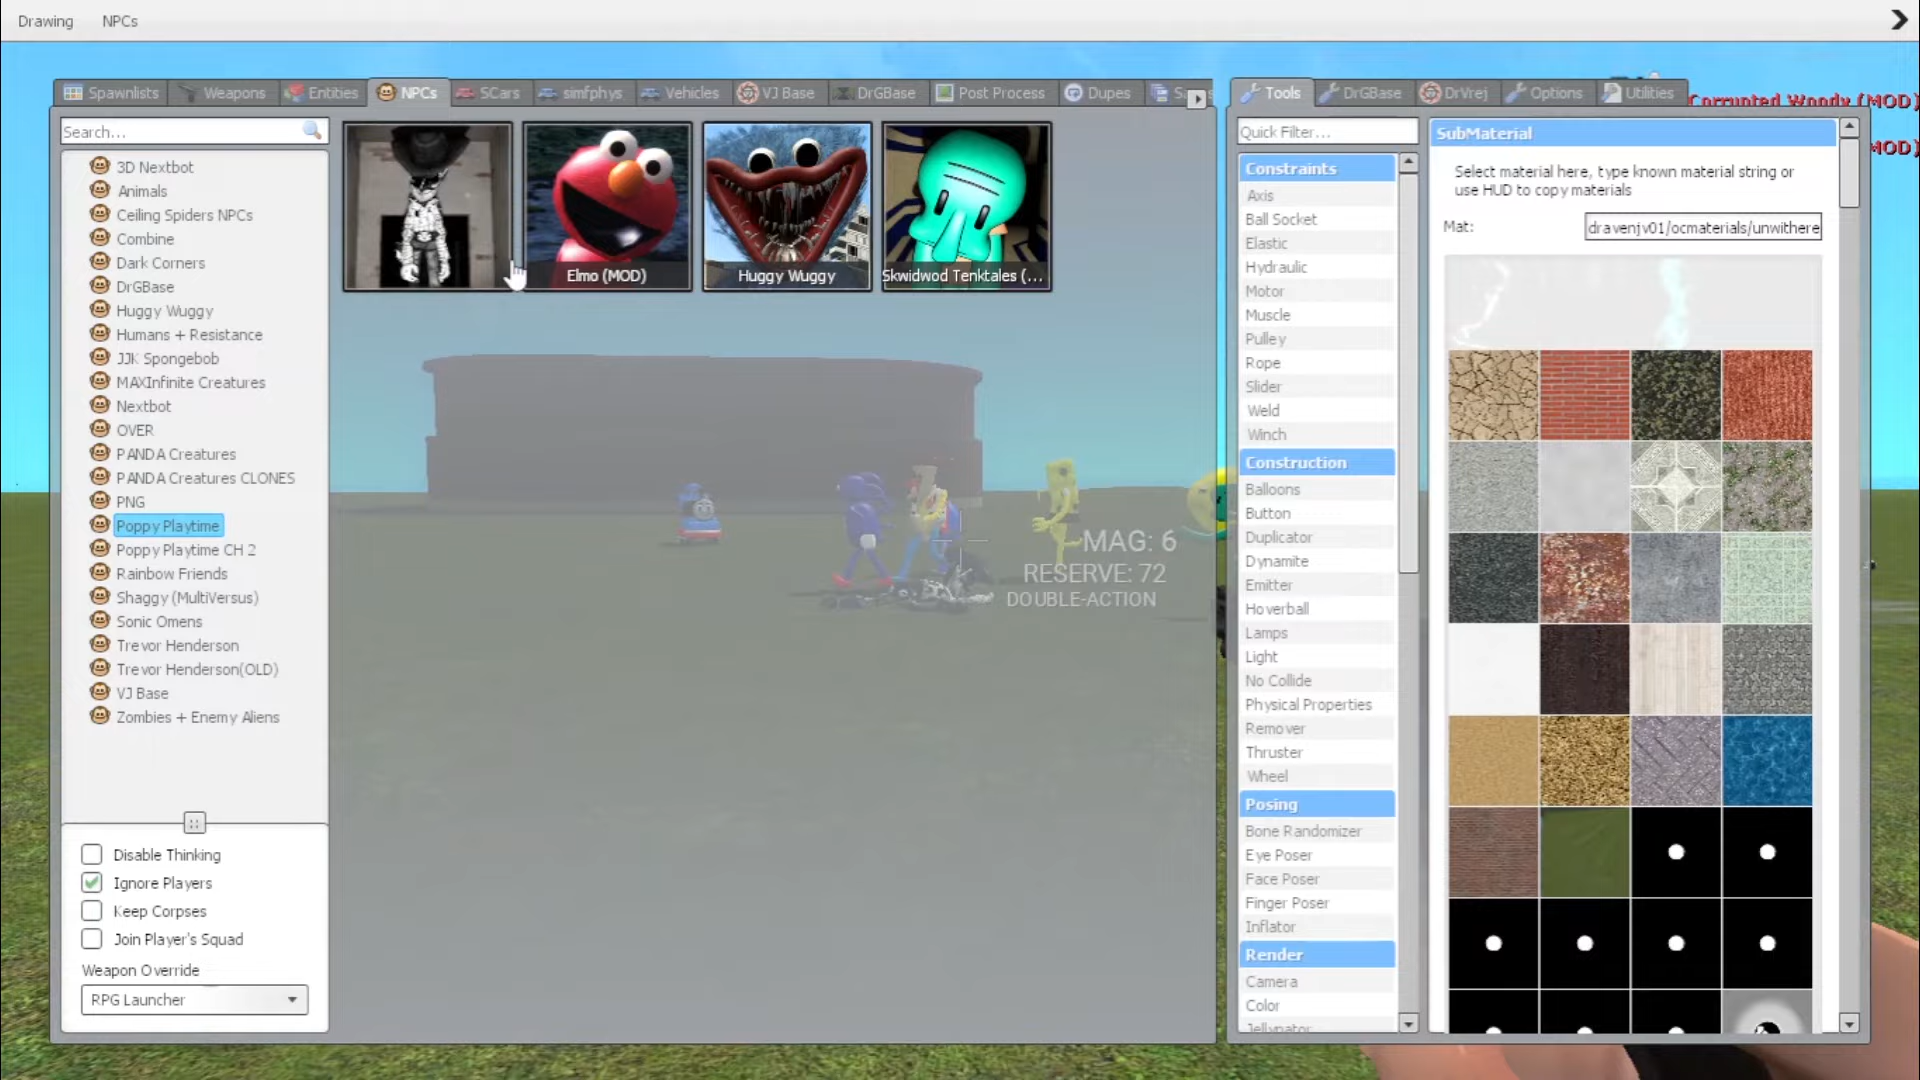 Drawing NPCs
Spawnlists Weapons Entities NPCs SCars simfphys Vehicles VJ Base DrGBase Post Process Dupes
Search...
3D Nextbot
Animals
Ceiling Spiders NPCs
Combine
Dark Corners
DrGBase
Huggy Wuggy
Humans + Resistance
JJK Spongebob
MAXInfinite Creatures
Nextbot
OVER
PANDA Creatures
PANDA Creatures CLONES
PNG
Poppy Playtime
Poppy Playtime CH 2
Rainbow Friends
Shaggy (MultiVersus)
Sonic Omens
Trevor Henderson
Trevor Henderson(OLD)
VJ Base
Zombies + Enemy Aliens
Disable Thinking
Ignore Players
Keep Corpses
Join Player's Squad
Weapon Override
RPG Launcher
Elmo (MOD)
Huggy Wuggy
Skwidwod Tenktales (...
MAG: 6
RESERVE: 72
DOUBLE-ACTION
Tools DrGBase DrVrej Options Utilities
Corrupted Woody (MOD)
MOD)
Quick Filter...
Constraints
Axis
Ball Socket
Elastic
Hydraulic
Motor
Muscle
Pulley
Rope
Slider
Weld
Winch
Construction
Balloons
Button
Duplicator
Dynamite
Emitter
Hoverball
Lamps
Light
No Collide
Physical Properties
Remover
Thruster
Wheel
Posing
Bone Randomizer
Eye Poser
Face Poser
Finger Poser
Inflator
Render
Camera
Color
Jellynator
SubMaterial
Select material here, type known material string or
use HUD to copy materials
Mat: dravenjv01/ocmaterials/unwithere